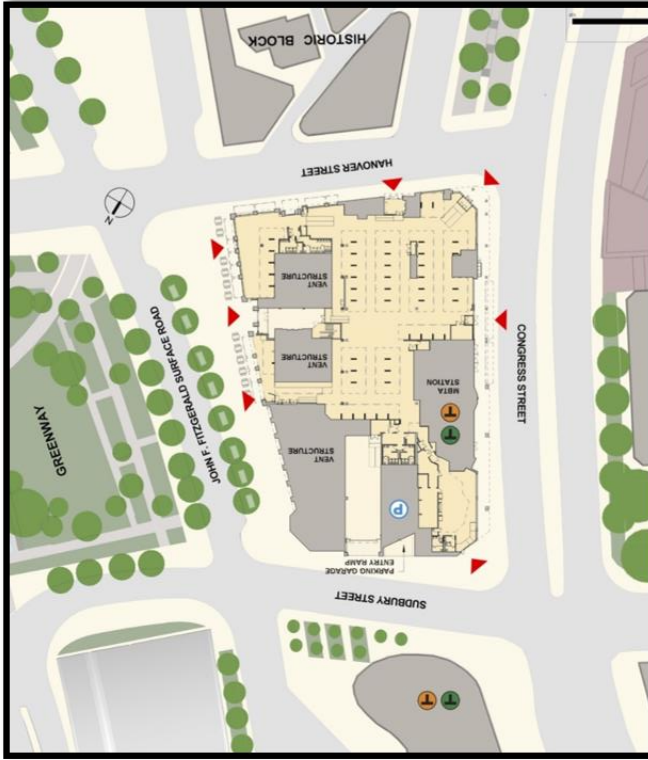 HISTORIC BLOCK
HANOVER STREET
N
VENT
STRUCTURE
VENT
STRUCTURE
JOHN F. FITZGERALD SURFACE ROAD
CONGRESS STREET
GREENWAY
MBTA
STATION
T
T
VENT
STRUCTURE
P
PARKING GARAGE
ENTRY RAMP
SUDBURY STREET
T
T